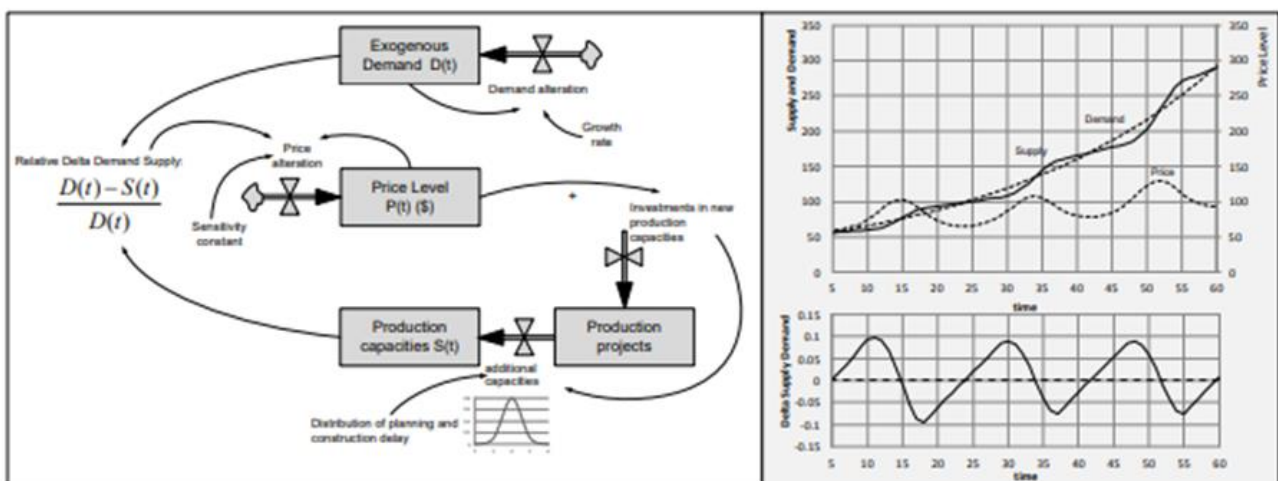 Exogenous
Demand D(t)
Demand alteration
Growth
rate
Relative Delta Demand Supply:
D(t) – S(t)
D(t)
Price
alteration
Price Level
P(t) ($)
+
Sensitivity
constant
Investments in new
production
capacities
Production
capacities S(t)
Production
projects
additional
capacities
Distribution of planning and
construction delay
Supply and Demand
350
300
250
200
150
100
50
0
Price Level
350
300
250
200
150
100
50
0
Demand
Supply
Price
5 10 15 20 25 30 35 40 45 50 55 60
time
Delta Supply Demand
0.15
0.1
0.05
0
-0.05
-0.1
-0.15
5 10 15 20 25 30 35 40 45 50 55 60
time